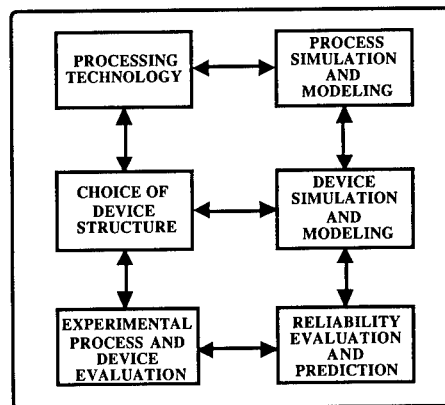 PROCESSING
TECHNOLOGY
PROCESS
SIMULATION
AND
MODELING
CHOICE OF
DEVICE
STRUCTURE
DEVICE
SIMULATION
AND
MODELING
EXPERIMENTAL
PROCESS AND
DEVICE
EVALUATION
RELIABILITY
EVALUATION
AND
PREDICTION